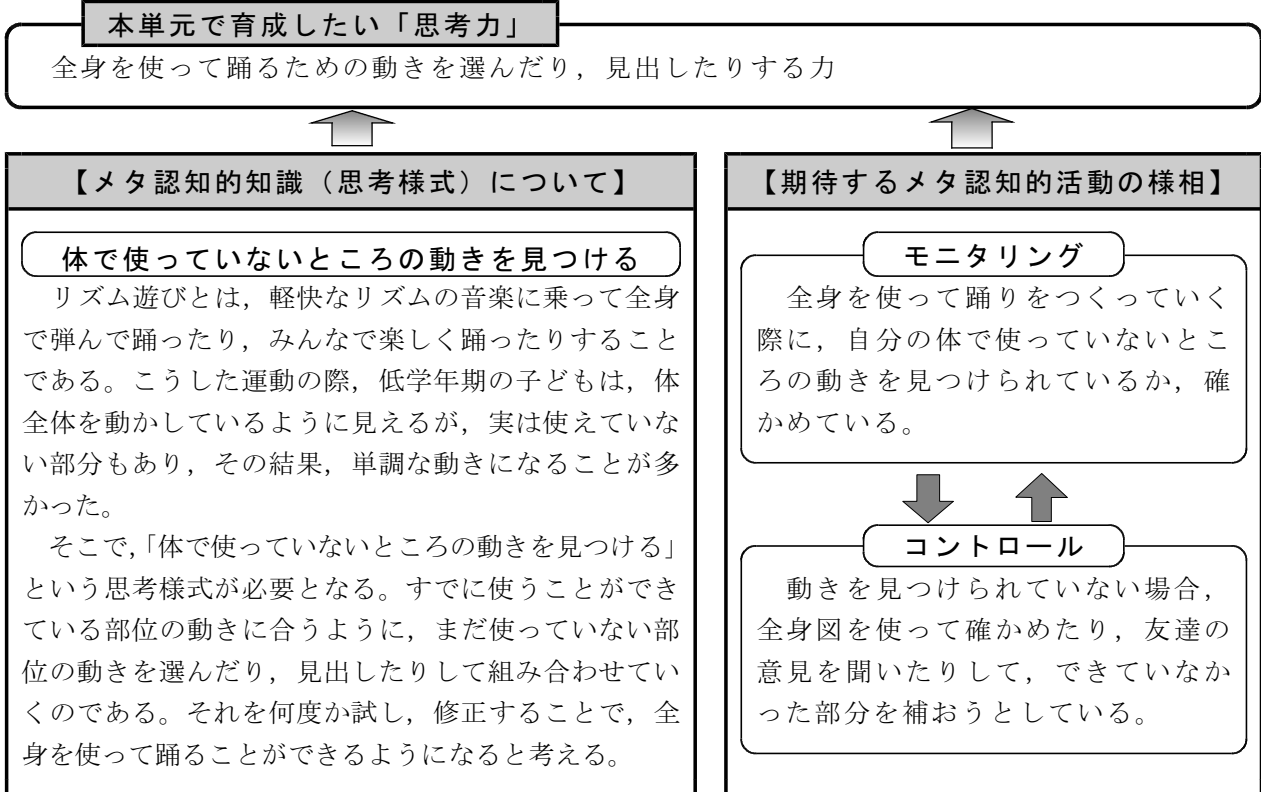 本単元で育成したい「思考力」
全身を使って踊るための動きを選んだり，見出したりする力
【メタ認知的知識（思考様式）について】
体で使っていないところの動きを見つける
リズム遊びとは，軽快なリズムの音楽に乗って全身
で弾んで踊ったり，みんなで楽しく踊ったりすること
である。こうした運動の際，低学年期の子どもは，体
全体を動かしているように見えるが，実は使えていな
い部分もあり，その結果，単調な動きになることが多
かった。
そこで，「体で使っていないところの動きを見つける」
という思考様式が必要となる。すでに使うことができ
ている部位の動きに合うように，まだ使っていない部
位の動きを選んだり，見出したりして組み合わせてい
くのである。それを何度か試し，修正することで，全
身を使って踊ることができるようになると考える。
【期待するメタ認知的活動の様相】
モニタリング
全身を使って踊りをつくっていく
際に，自分の体で使っていないとこ
ろの動きを見つけられているか，確
かめている。
コントロール
動きを見つけられていない場合，
全身図を使って確かめたり，友達の
意見を聞いたりして，できていなか
った部分を補おうとしている。